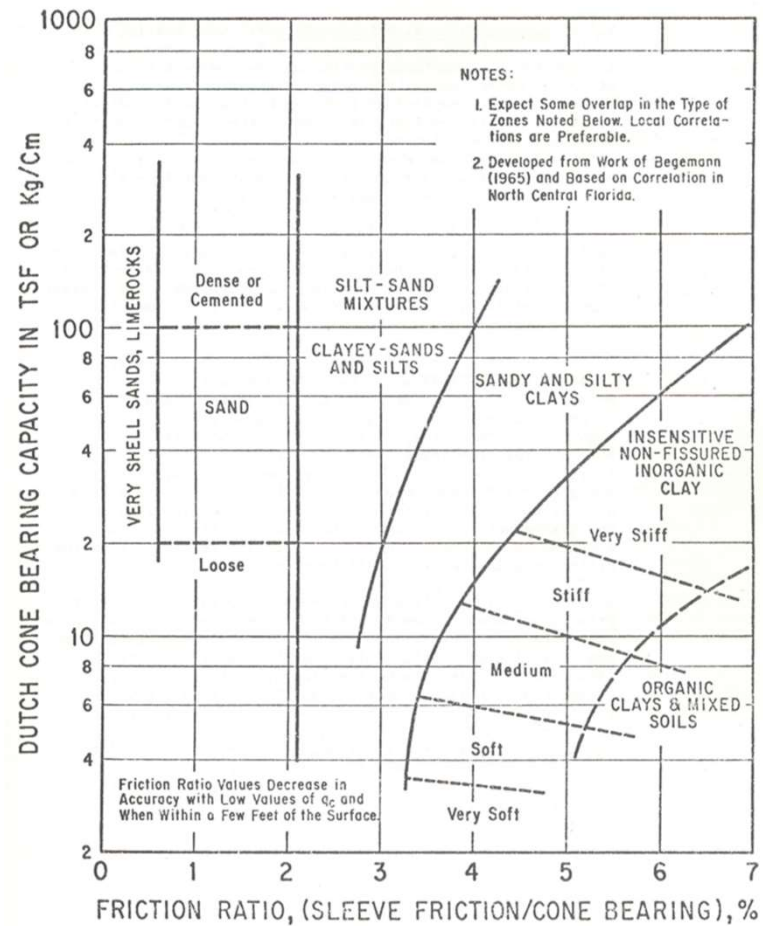 1000
8
6
4
2
100
8
6
4
2
10
8
6
4
2
DUTCH CONE BEARING CAPACITY IN TSF OR Kg/Cm
NOTES:
1. Expect Some Overlap in the Type of
Zones Noted Below. Local Correla-
tions are Preferable.
2. Developed from Work of Begemann
(1965) and Based on Correlation in
North Central Florida.
VERY SHELL SANDS, LIMEROCKS
Dense or
Cemented
SAND
Loose
SILT-SAND
MIXTURES
CLAYEY-SANDS
AND SILTS
SANDY AND SILTY
CLAYS
INSENSITIVE
NON-FISSURED
INORGANIC
CLAY
Very Stiff
Stiff
Medium
ORGANIC
CLAYS & MIXED
SOILS
Soft
Very Soft
Friction Ratio Values Decrease in
Accuracy with Low Values of qc and
When Within a Few Feet of the Surface.
0 1 2 3 4 5 6 7
FRICTION RATIO, (SLEEVE FRICTION/CONE BEARING), %